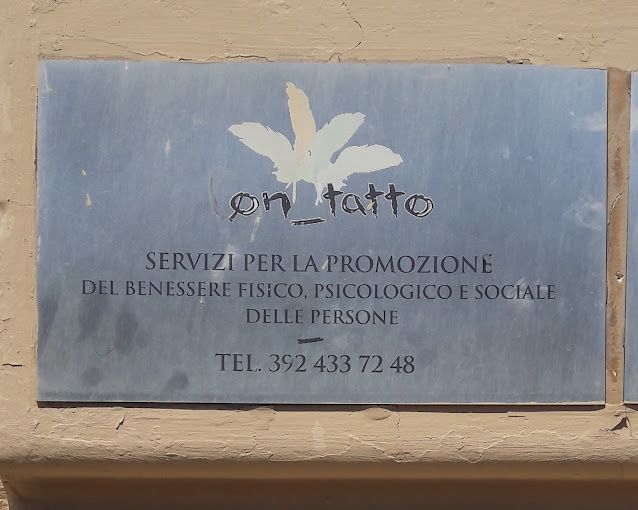 on_tatto
SERVIZI PER LA PROMOZIONE
DEL BENESSERE FISICO, PSICOLOGICO E SOCIALE
DELLE PERSONE
TEL. 392 433 72 48